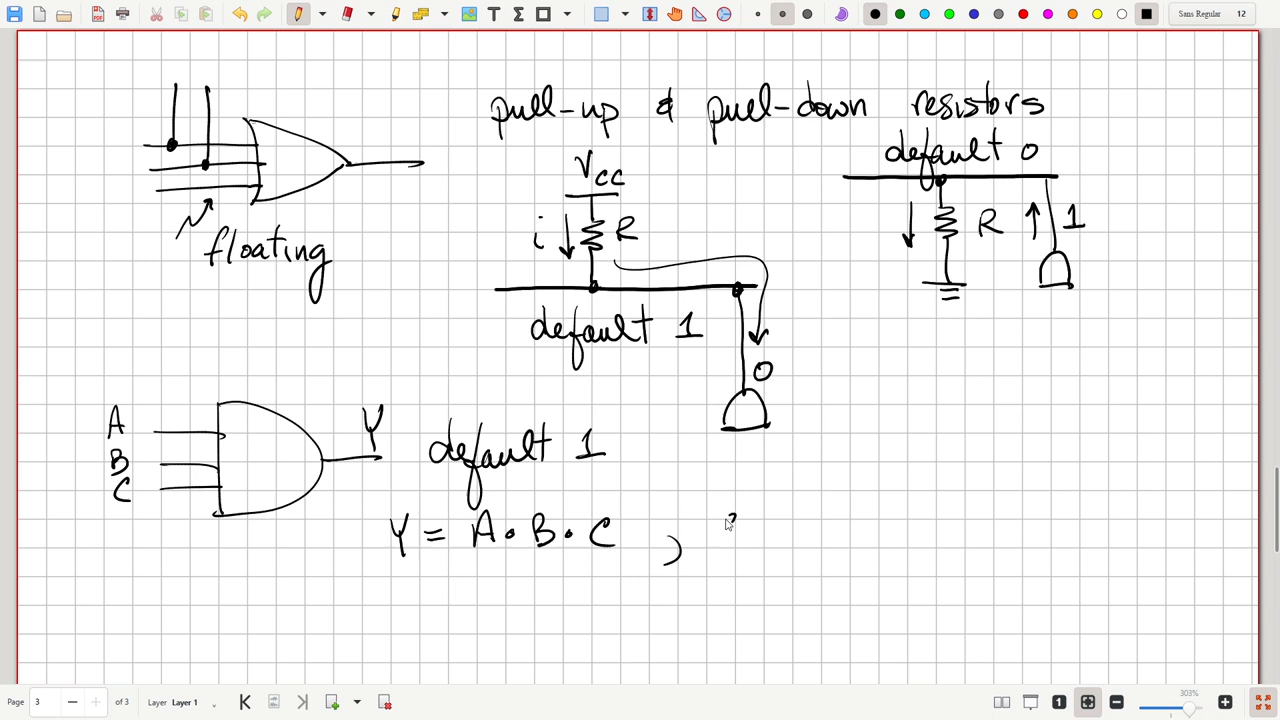 Sans Regular 12
pull-up & pull-down resistors
default 0
VCC
i R
R 1
floating
default 1
0
A
B
C
Y
default 1
Y = A · B · C ,
Page 3 of 3 Layer Layer 1
303%